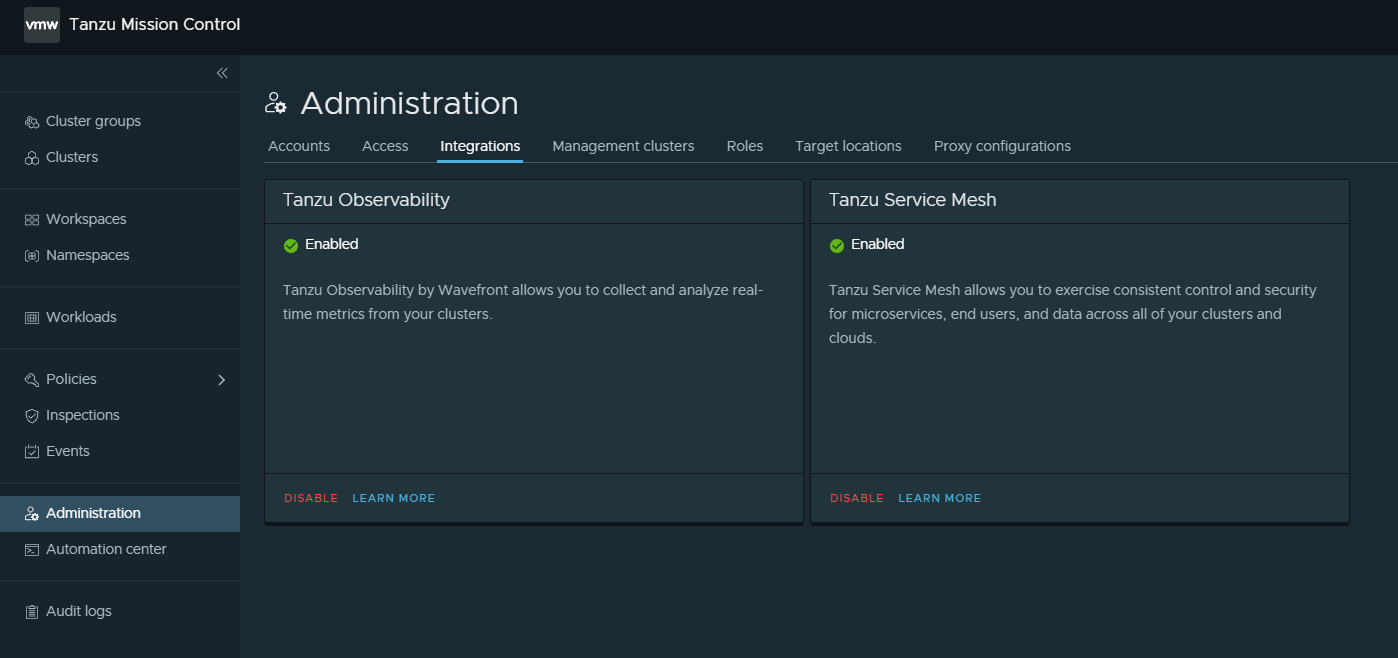 vmw Tanzu Mission Control
Cluster groups
Clusters
Workspaces
Namespaces
Workloads
Policies
Inspections
Events
Administration
Automation center
Audit logs
Administration
Accounts Access Integrations Management clusters Roles Target locations Proxy configurations
Tanzu Observability
Enabled
Tanzu Observability by Wavefront allows you to collect and analyze real-
time metrics from your clusters.
DISABLE LEARN MORE
Tanzu Service Mesh
Enabled
Tanzu Service Mesh allows you to exercise consistent control and security
for microservices, end users, and data across all of your clusters and
clouds.
DISABLE LEARN MORE